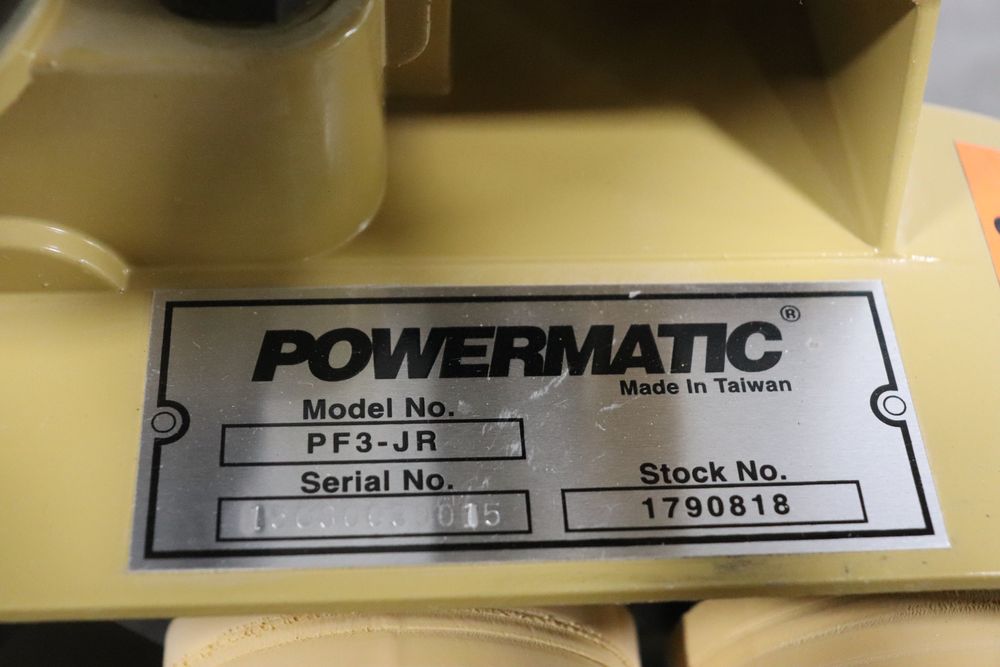 POWERMATIC®
Made In Taiwan
Model No.
PF3-JR
Serial No.
Stock No.
1790818